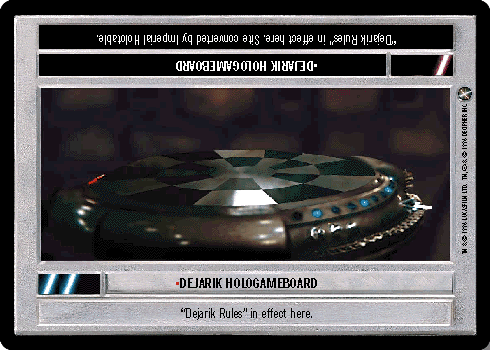 "Dejarik Rules" in effect here. Site converted by Imperial Holotable.
•DEJARIK HOLOGAMEBOARD
•DEJARIK HOLOGAMEBOARD
"Dejarik Rules" in effect here.